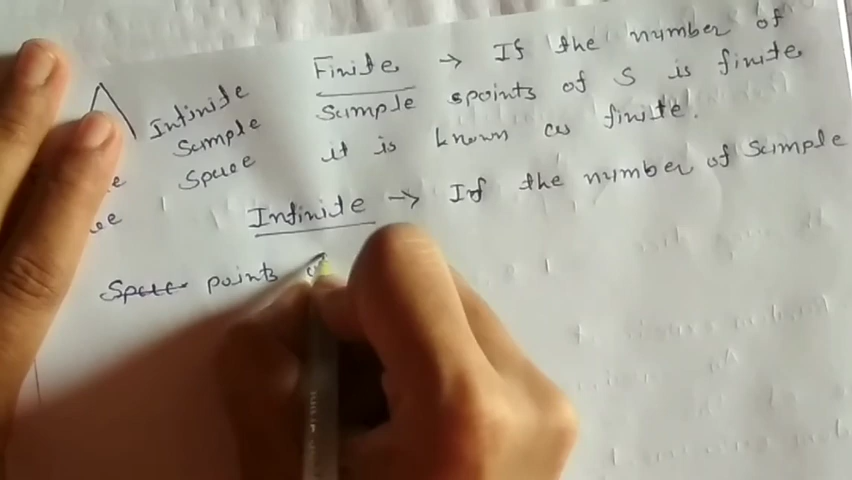 Finite → If the number of
Sample spoints of S is finite
it is known as finite.
Infinite
Sample
Space
Infinite → If the number of sample
Space points